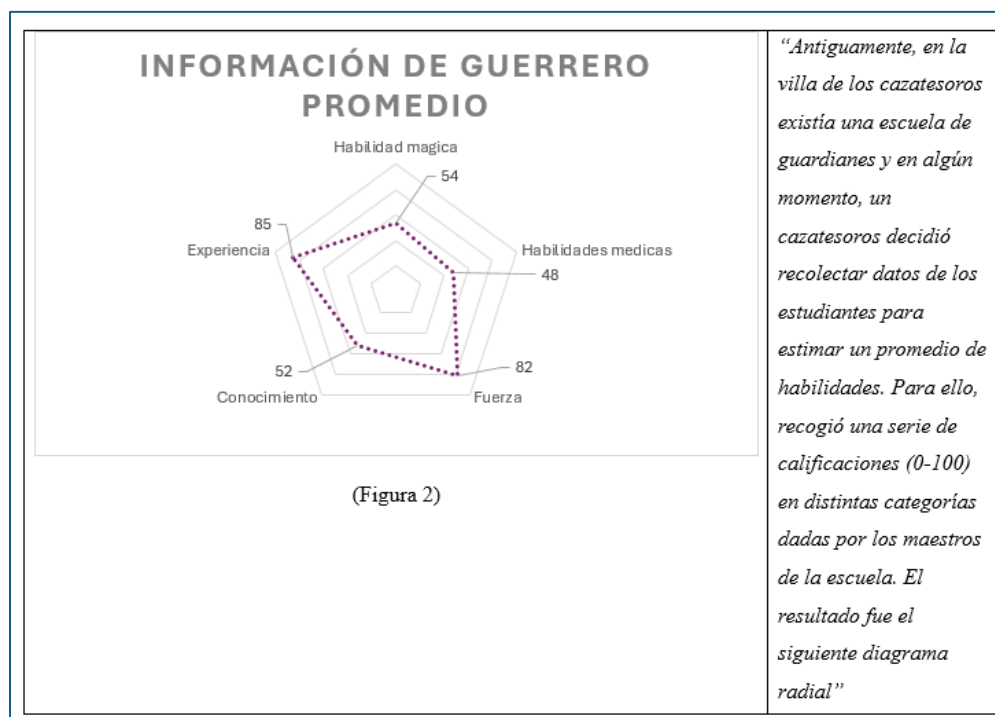 INFORMACIÓN DE GUERRERO
PROMEDIO
Habilidad magica
54
85
Experiencia
Habilidades medicas
48
52
82
Conocimiento
Fuerza
(Figura 2)
“Antiguamente, en la
villa de los cazatesoros
existía una escuela de
guardianes y en algún
momento, un
cazatesoros decidió
recolectar datos de los
estudiantes para
estimar un promedio de
habilidades. Para ello,
recogió una serie de
calificaciones (0-100)
en distintas categorías
dadas por los maestros
de la escuela. El
resultado fue el
siguiente diagrama
radial”